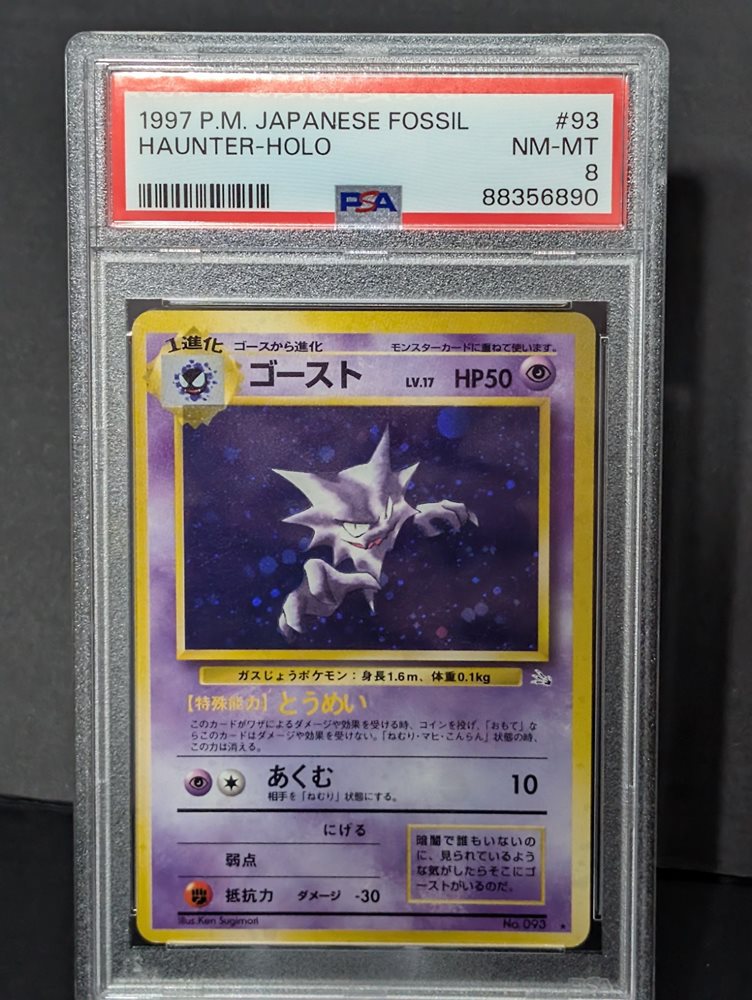 1997 P.M. JAPANESE FOSSIL #93
HAUNTER-HOLO NM-MT
8
PSA 88356890
1進化 ゴースから進化 モンスターカードに重ねて使います。
ゴースト LV.17 HP50
ガスじょうポケモン：身長1.6m、体重0.1kg
【特殊能力】とうめい
このカードがワザによるダメージや効果を受ける時、コインを投げ、「おもて」な
らこのカードはダメージや効果を受けない。「ねむり・マヒ・こんらん」状態の時、
この力は消える。
あくむ 10
相手を「ねむり」状態にする。
にげる
弱点
抵抗力 ダメージ -30
暗闇で誰もいないの
に、見られているよう
な気がしたらそこにゴ
ーストがいるのだ。
Illus. Ken Sugimori No. 093